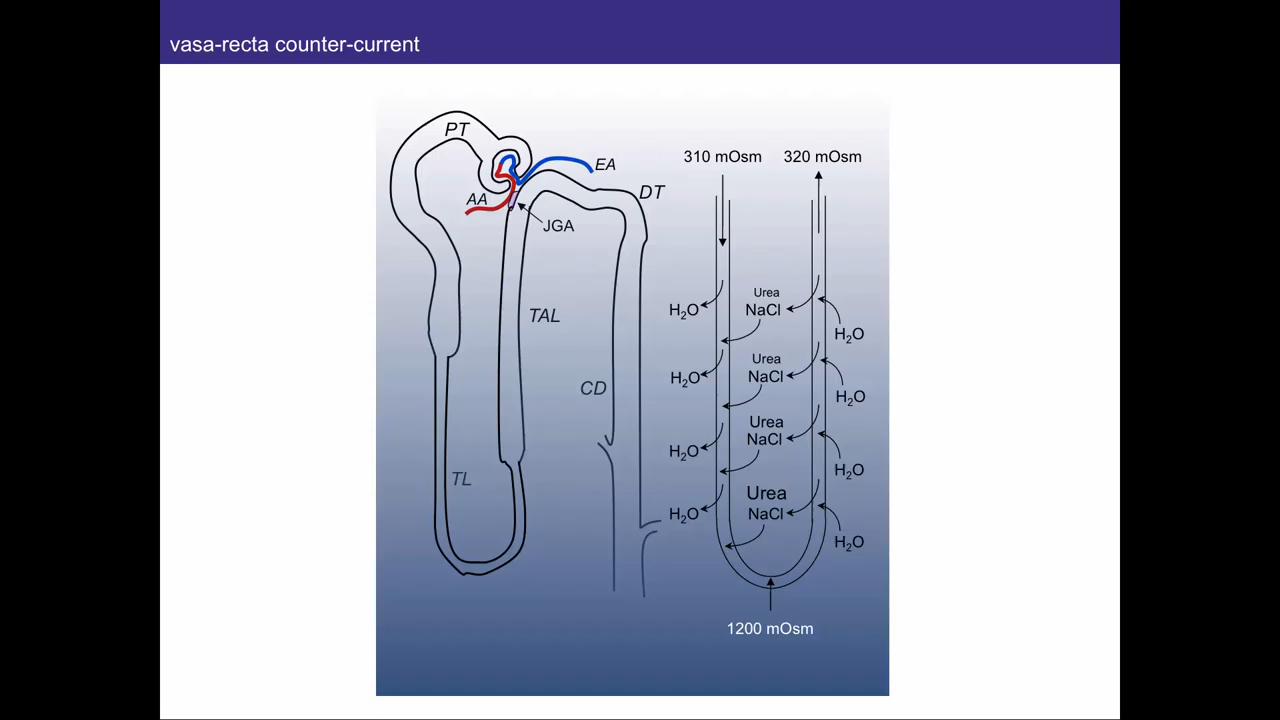 vasa-recta counter-current
PT
EA
AA
DT
JGA
TAL
CD
TL
310 mOsm
320 mOsm
Urea
H₂O
NaCl
H₂O
Urea
H₂O
NaCl
H₂O
Urea
NaCl
H₂O
H₂O
Urea
H₂O
NaCl
H₂O
1200 mOsm